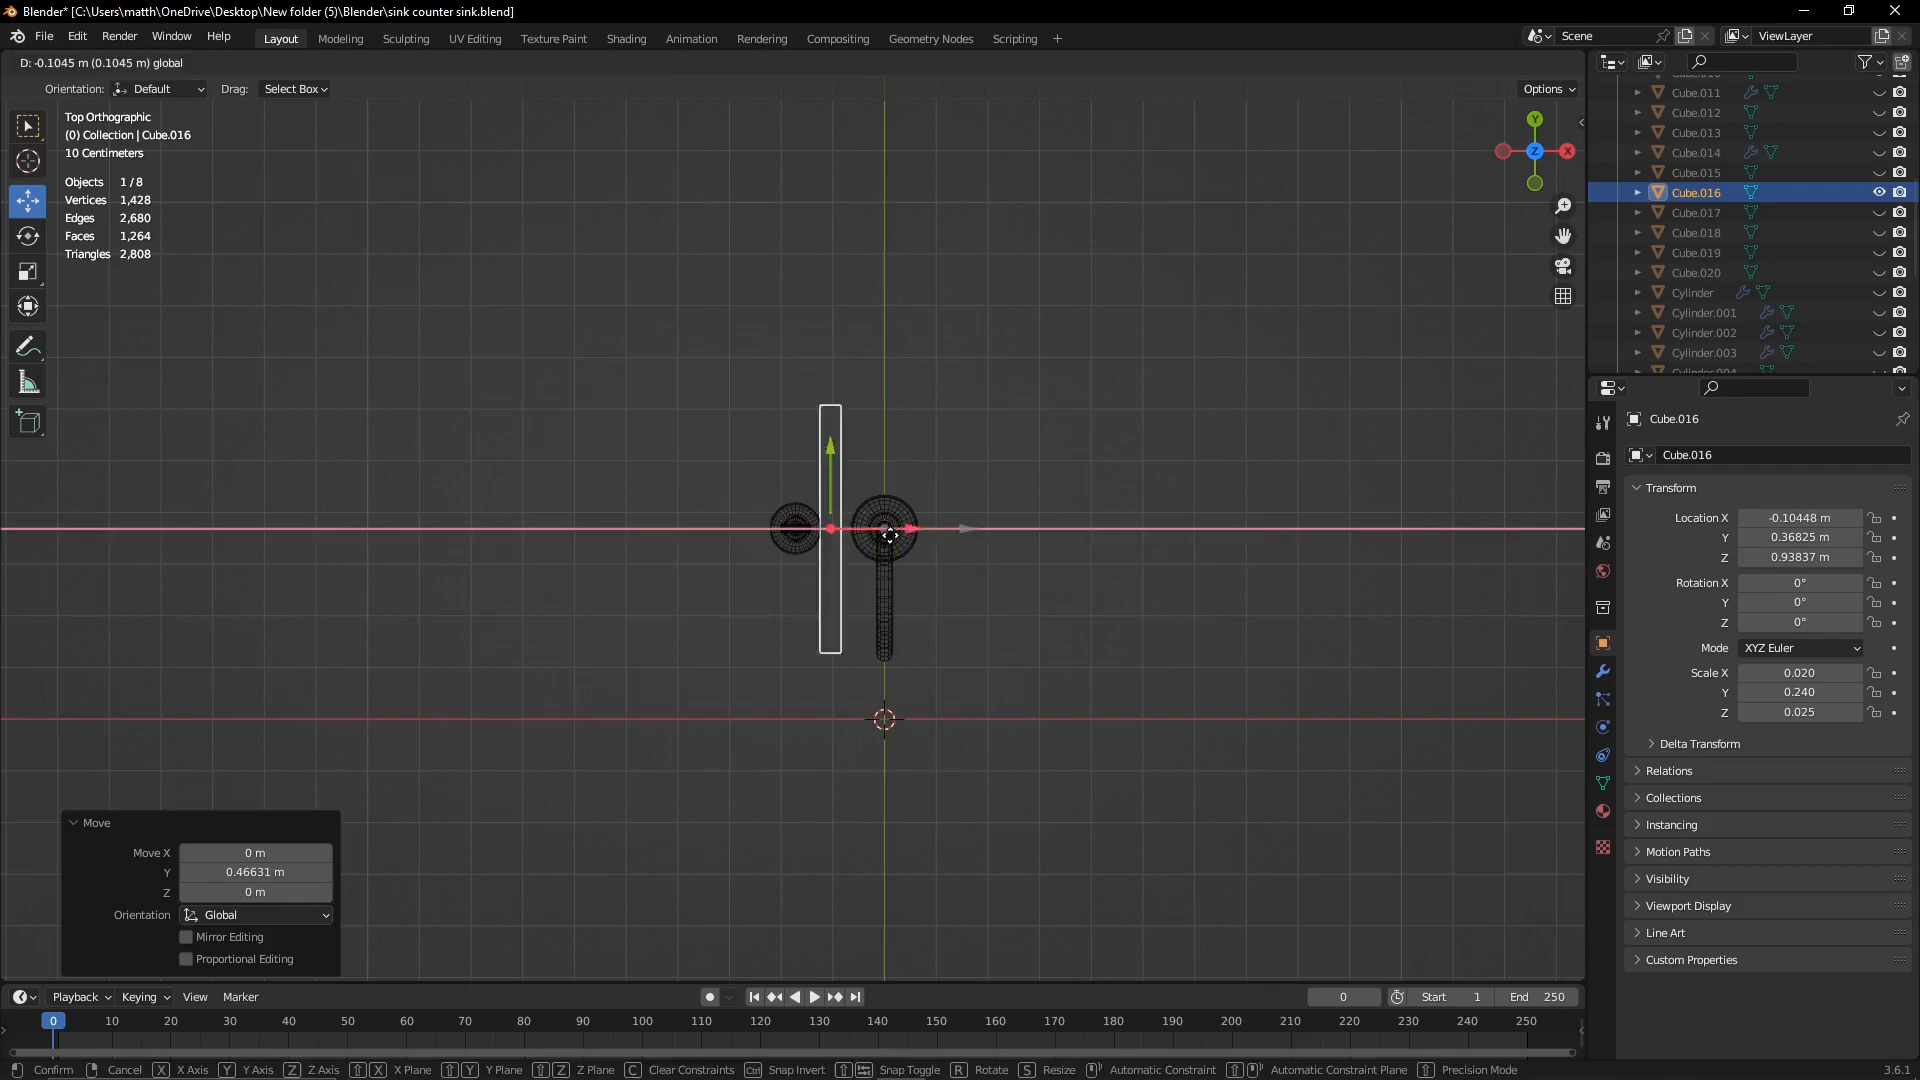 Blender* [C:\Users\matth\OneDrive\Desktop\New folder (5)\Blender\sink counter sink.blend]
File Edit Render Window Help Layout Modeling Sculpting UV Editing Texture Paint Shading Animation Rendering Compositing Geometry Nodes Scripting + Scene ViewLayer
D: -0.1045 m (0.1045 m) global
Orientation: Default Drag: Select Box Options
Top Orthographic
(0) Collection | Cube.016
10 Centimeters
Objects 1/8
Vertices 1,428
Edges 2,680
Faces 1,264
Triangles 2,808
Y
Z
X
Cube.011
Cube.012
Cube.013
Cube.014
Cube.015
Cube.016
Cube.017
Cube.018
Cube.019
Cube.020
Cylinder
Cylinder.001
Cylinder.002
Cylinder.003
Cube.016
Cube.016
Transform
Location X -0.10448 m
Y 0.36825 m
Z 0.93837 m
Rotation X 0°
Y 0°
Z 0°
Mode XYZ Euler
Scale X 0.020
Y 0.240
Z 0.025
Delta Transform
Relations
Collections
Instancing
Motion Paths
Visibility
Viewport Display
Line Art
Custom Properties
Move
Move X 0 m
Y 0.46631 m
Z 0 m
Orientation Global
Mirror Editing
Proportional Editing
Playback Keying View Marker 0 Start 1 End 250
0 10 20 30 40 50 60 70 80 90 100 110 120 130 140 150 160 170 180 190 200 210 220 230 240 250
Confirm Cancel X X Axis Y Y Axis Z Z Axis X X Plane Y Y Plane Z Z Plane C Clear Constraints Ctrl Snap Invert Snap Toggle R Rotate S Resize Automatic Constraint Automatic Constraint Plane Precision Mode 3.6.1